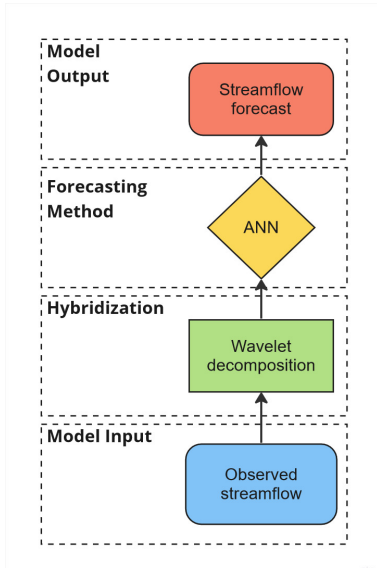 Model
Output
Streamflow
forecast
Forecasting
Method
ANN
Hybridization
Wavelet
decomposition
Model Input
Observed
streamflow